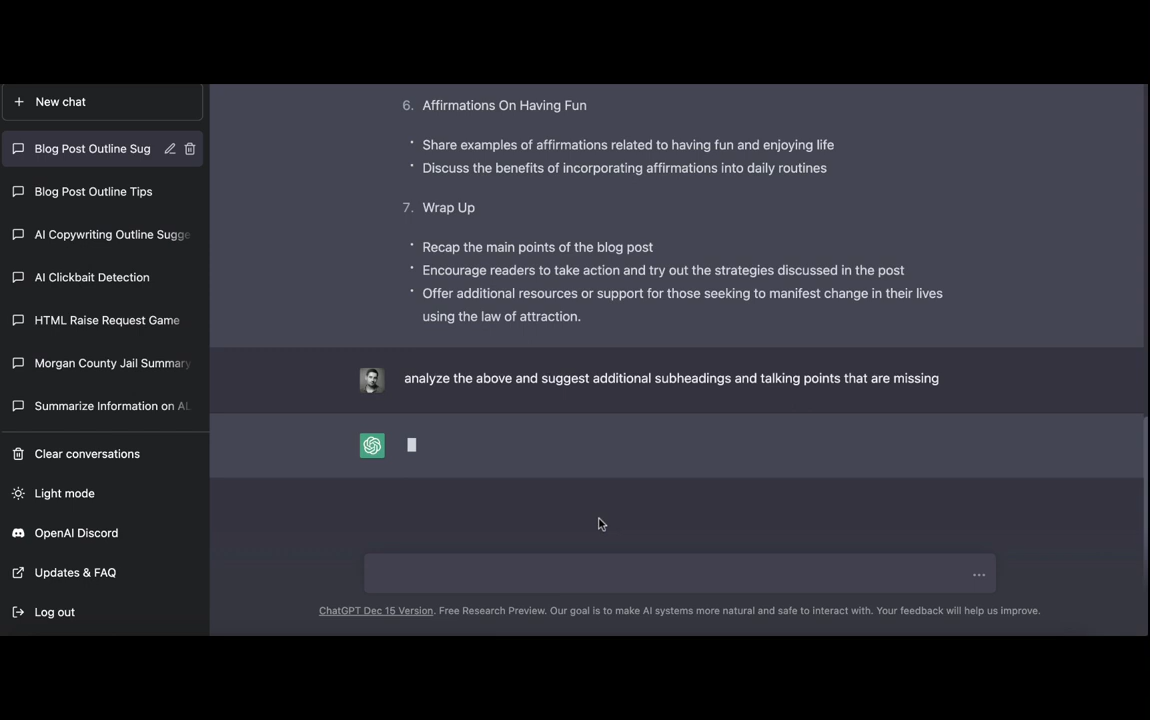 + New chat
Blog Post Outline Sug
Blog Post Outline Tips
AI Copywriting Outline Sugge
AI Clickbait Detection
HTML Raise Request Game
Morgan County Jail Summary
Summarize Information on AL
Clear conversations
Light mode
OpenAI Discord
Updates & FAQ
Log out
6. Affirmations On Having Fun
• Share examples of affirmations related to having fun and enjoying life
• Discuss the benefits of incorporating affirmations into daily routines
7. Wrap Up
• Recap the main points of the blog post
• Encourage readers to take action and try out the strategies discussed in the post
• Offer additional resources or support for those seeking to manifest change in their lives
using the law of attraction.
analyze the above and suggest additional subheadings and talking points that are missing
...
ChatGPT Dec 15 Version. Free Research Preview. Our goal is to make AI systems more natural and safe to interact with. Your feedback will help us improve.